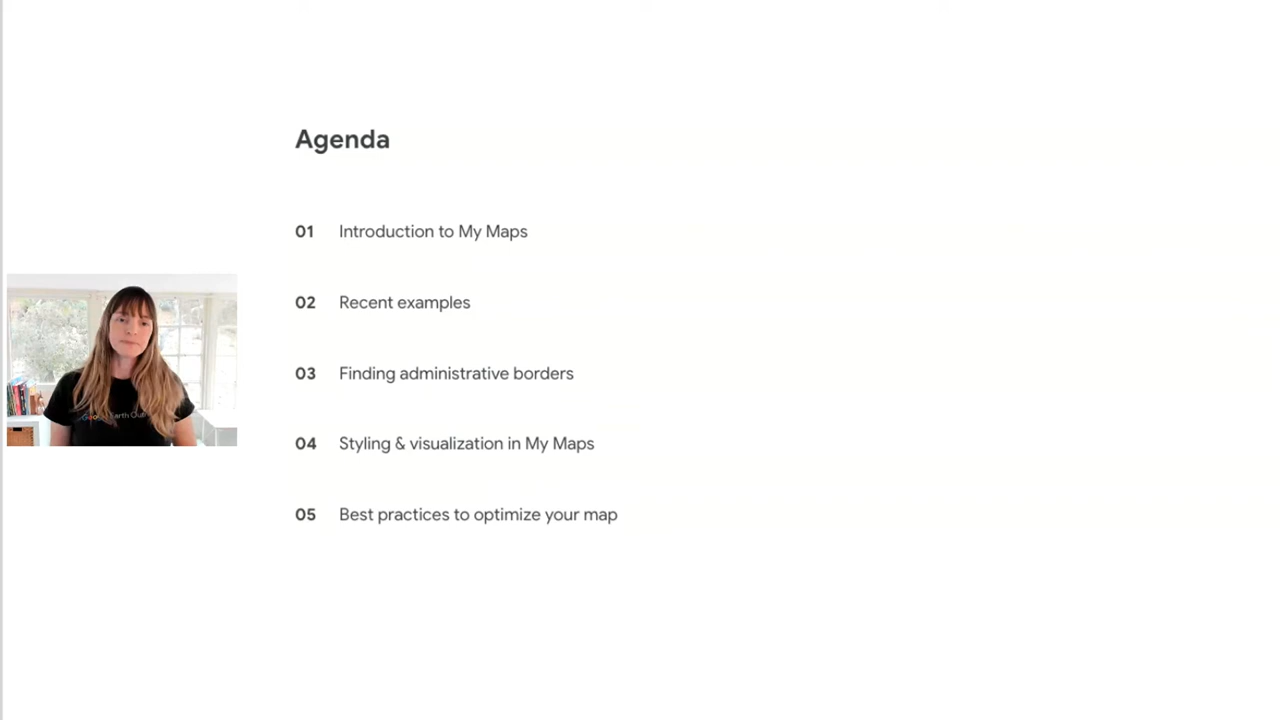 Agenda
01 Introduction to My Maps
02 Recent examples
03 Finding administrative borders
04 Styling & visualization in My Maps
05 Best practices to optimize your map
Earth